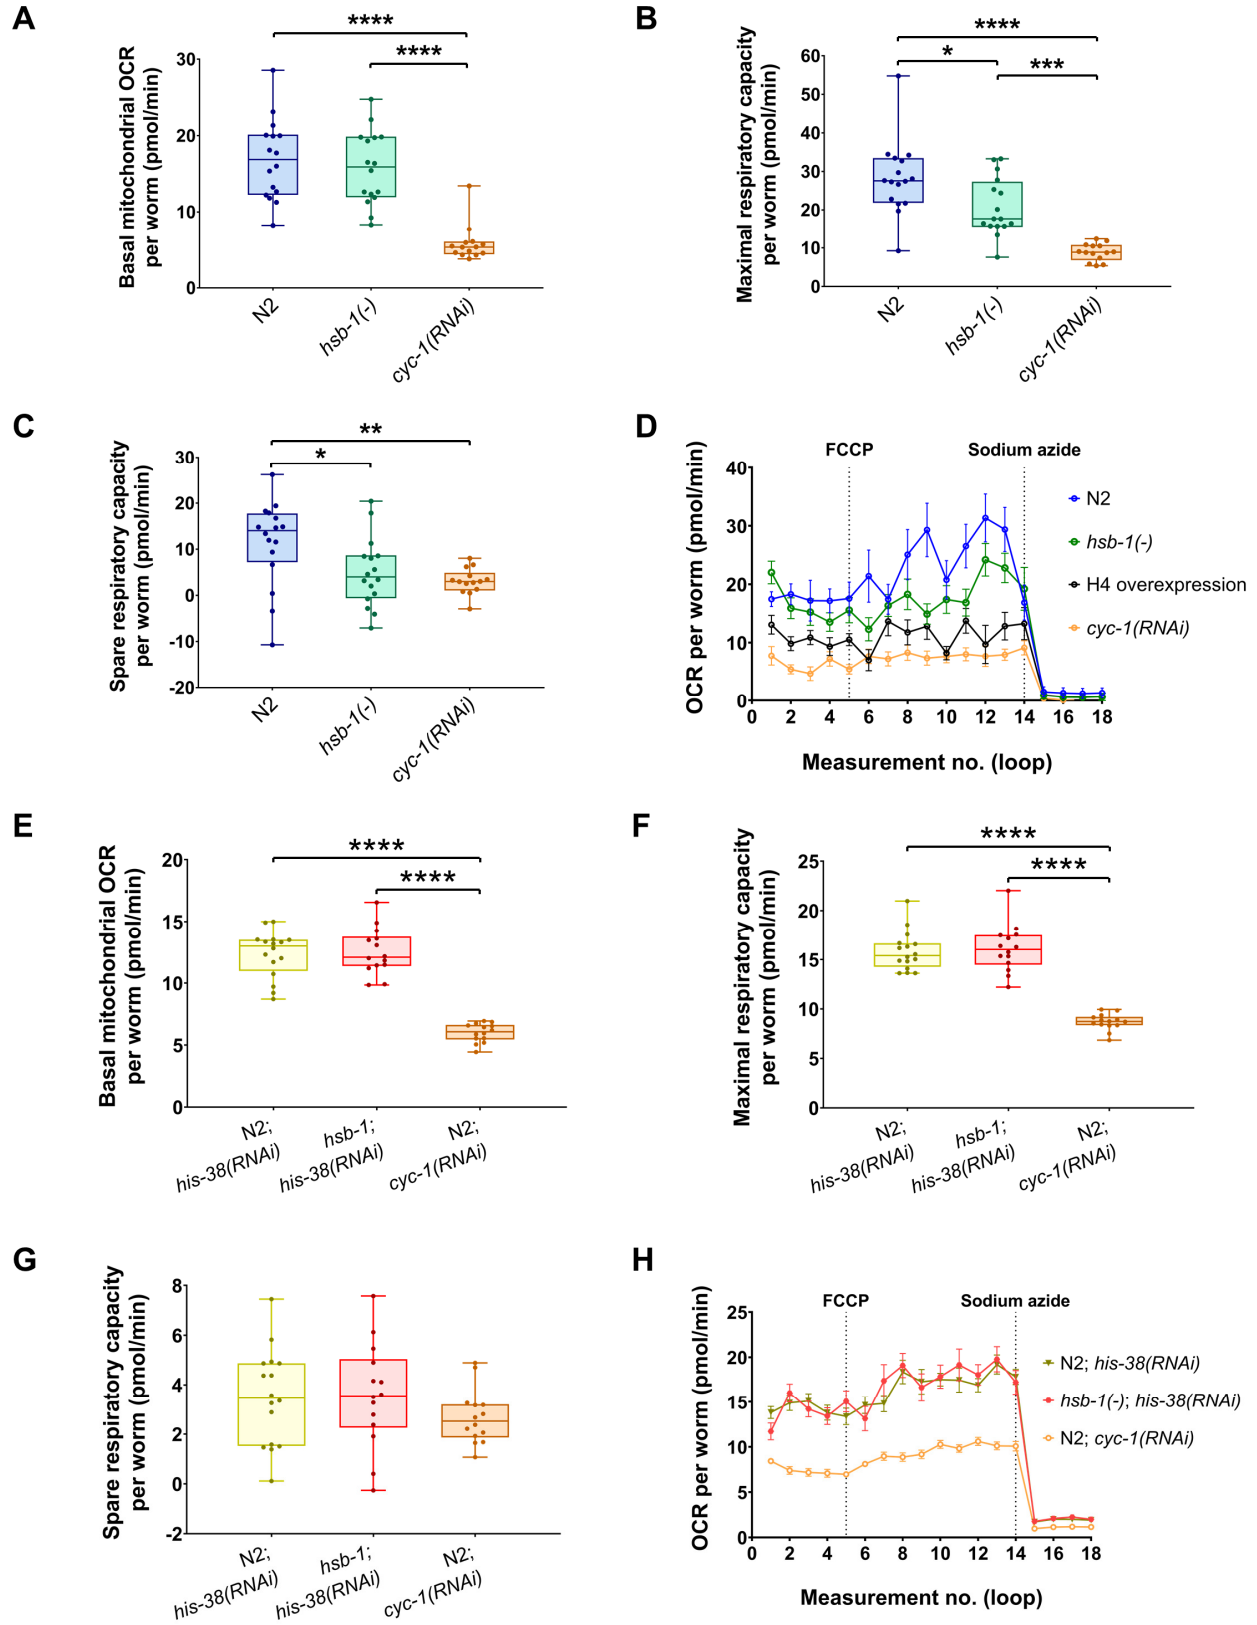 A
Basal mitochondrial OCR
per worm (pmol/min)
30
20
10
0
****
****
N2
hsb-1(-)
cyc-1(RNAi)
B
Maximal respiratory capacity
per worm (pmol/min)
60
50
40
30
20
10
0
****
*
***
N2
hsb-1(-)
cyc-1(RNAi)
C
Spare respiratory capacity
per worm (pmol/min)
30
20
10
0
-10
-20
**
*
N2
hsb-1(-)
cyc-1(RNAi)
D
OCR per worm (pmol/min)
40
30
20
10
0
FCCP
Sodium azide
N2
hsb-1(-)
H4 overexpression
cyc-1(RNAi)
0 2 4 6 8 10 12 14 16 18
Measurement no. (loop)
E
Basal mitochondrial OCR
per worm (pmol/min)
20
15
10
5
0
****
****
N2;
his-38(RNAi)
hsb-1;
his-38(RNAi)
N2;
cyc-1(RNAi)
F
Maximal respiratory capacity
per worm (pmol/min)
25
20
15
10
5
0
****
****
N2;
his-38(RNAi)
hsb-1;
his-38(RNAi)
N2;
cyc-1(RNAi)
G
Spare respiratory capacity
per worm (pmol/min)
8
6
4
2
0
-2
N2;
his-38(RNAi)
hsb-1;
his-38(RNAi)
N2;
cyc-1(RNAi)
H
OCR per worm (pmol/min)
25
20
15
10
5
0
FCCP
Sodium azide
N2; his-38(RNAi)
hsb-1(-); his-38(RNAi)
N2; cyc-1(RNAi)
0 2 4 6 8 10 12 14 16 18
Measurement no. (loop)